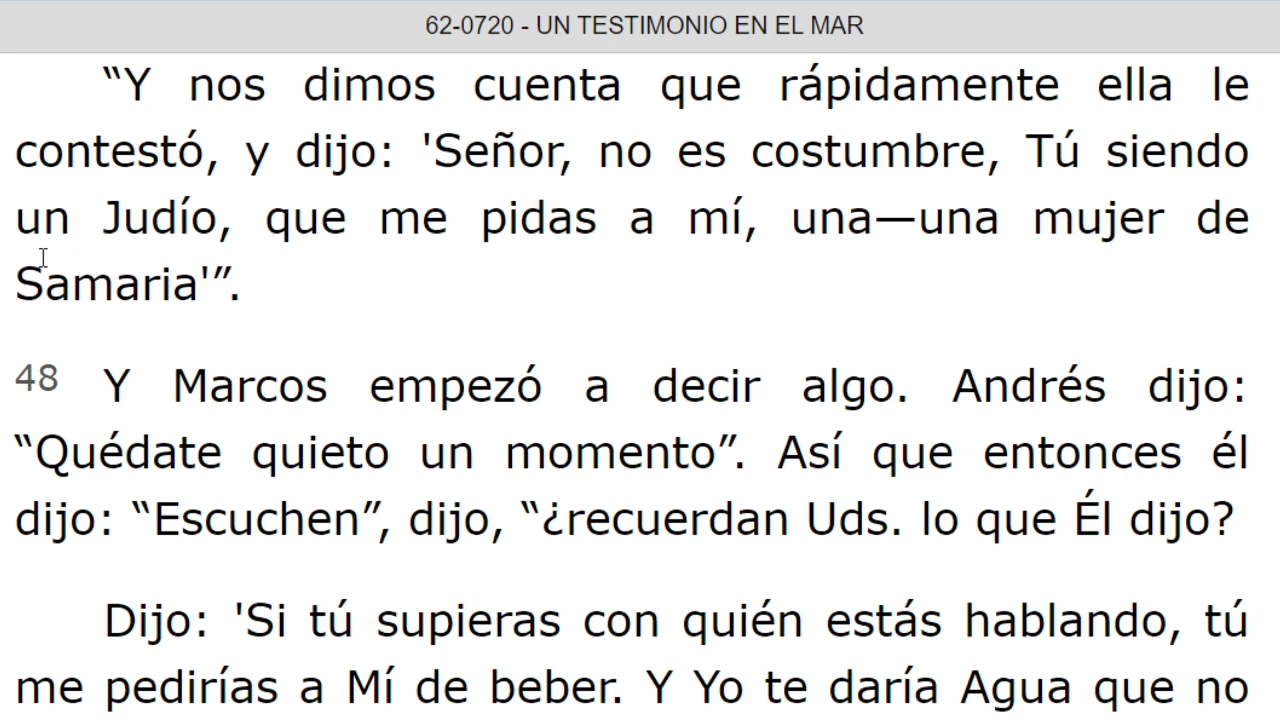 62-0720 - UN TESTIMONIO EN EL MAR
“Y nos dimos cuenta que rápidamente ella le
contestó, y dijo: 'Señor, no es costumbre, Tú siendo
un Judío, que me pidas a mí, una—una mujer de
Samaria'”.
48 Y Marcos empezó a decir algo. Andrés dijo:
“Quédate quieto un momento”. Así que entonces él
dijo: “Escuchen”, dijo, “¿recuerdan Uds. lo que Él dijo?
Dijo: 'Si tú supieras con quién estás hablando, tú
me pedirías a Mí de beber. Y Yo te daría Agua que no